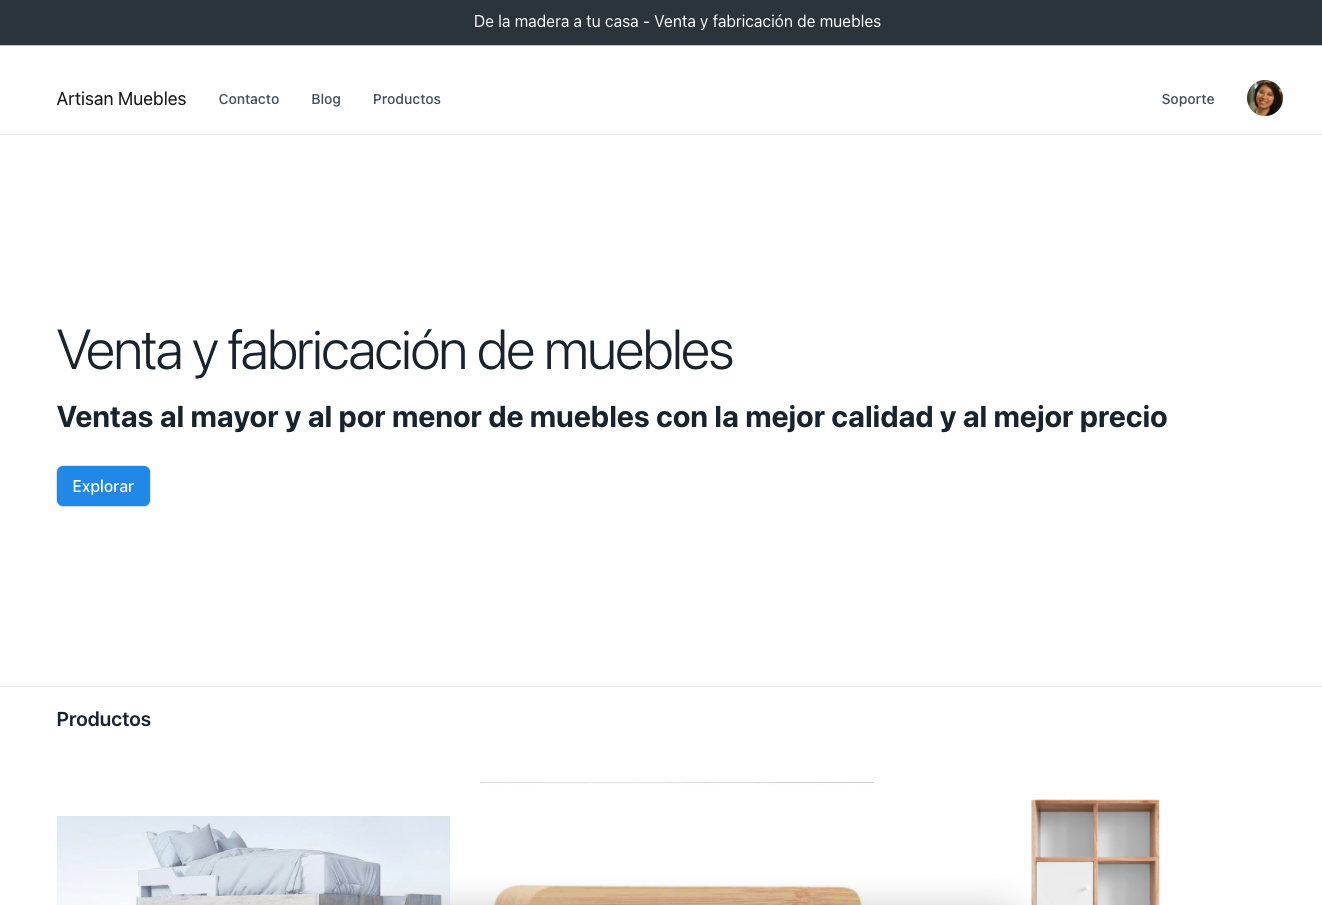 De la madera a tu casa - Venta y fabricación de muebles
Artisan Muebles Contacto Blog Productos Soporte
Venta y fabricación de muebles
Ventas al mayor y al por menor de muebles con la mejor calidad y al mejor precio
Explorar
Productos